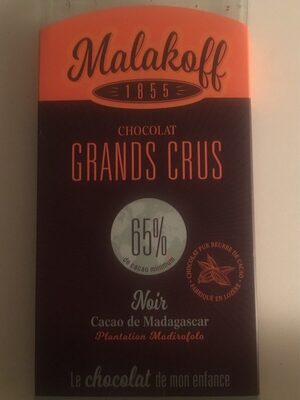 Malakoff
1855
CHOCOLAT
GRANDS CRUS
65%
de cacao minimum
CHOCOLAT PUR BEURRE DE CACAO
FABRIQUÉ EN LOZÈRE
Noir
Cacao de Madagascar
Plantation Madirofolo
Le chocolat de mon enfance